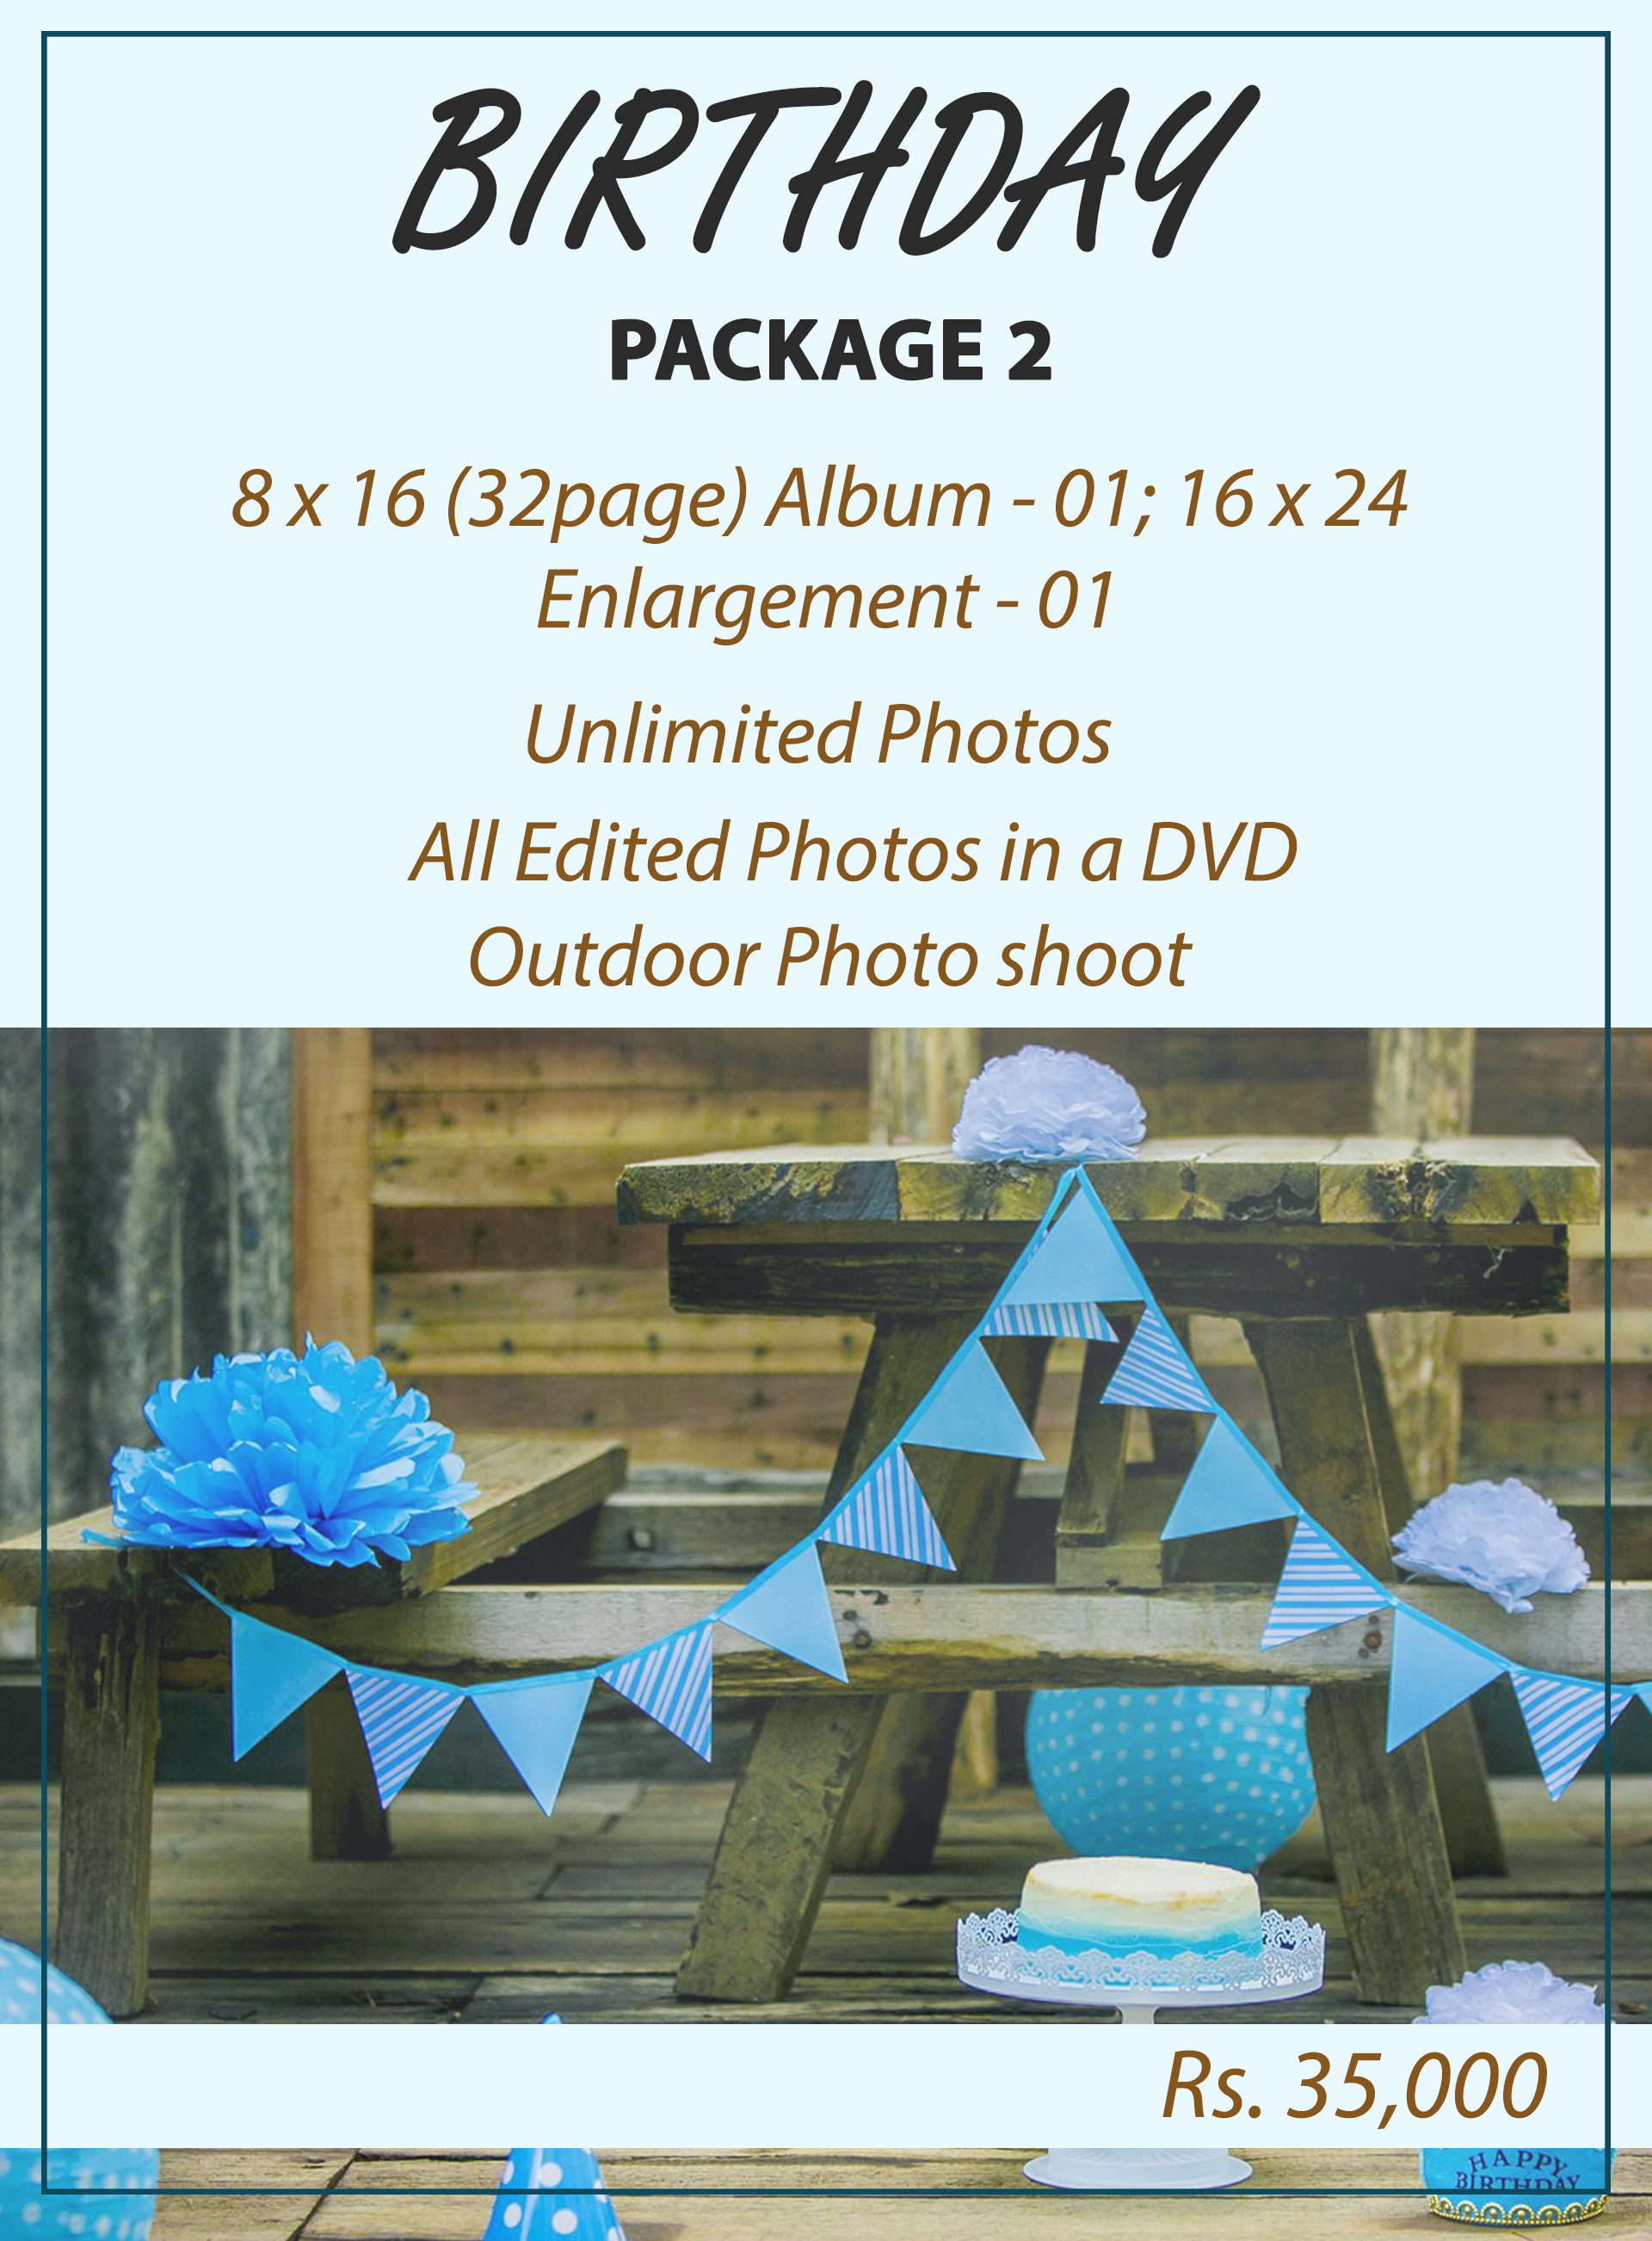 BIRTHDAY
PACKAGE 2
8 x 16 (32page) Album - 01; 16 x 24
Enlargement - 01
Unlimited Photos
All Edited Photos in a DVD
Outdoor Photo shoot
Rs. 35,000
HAPPY
BIRTHDAY